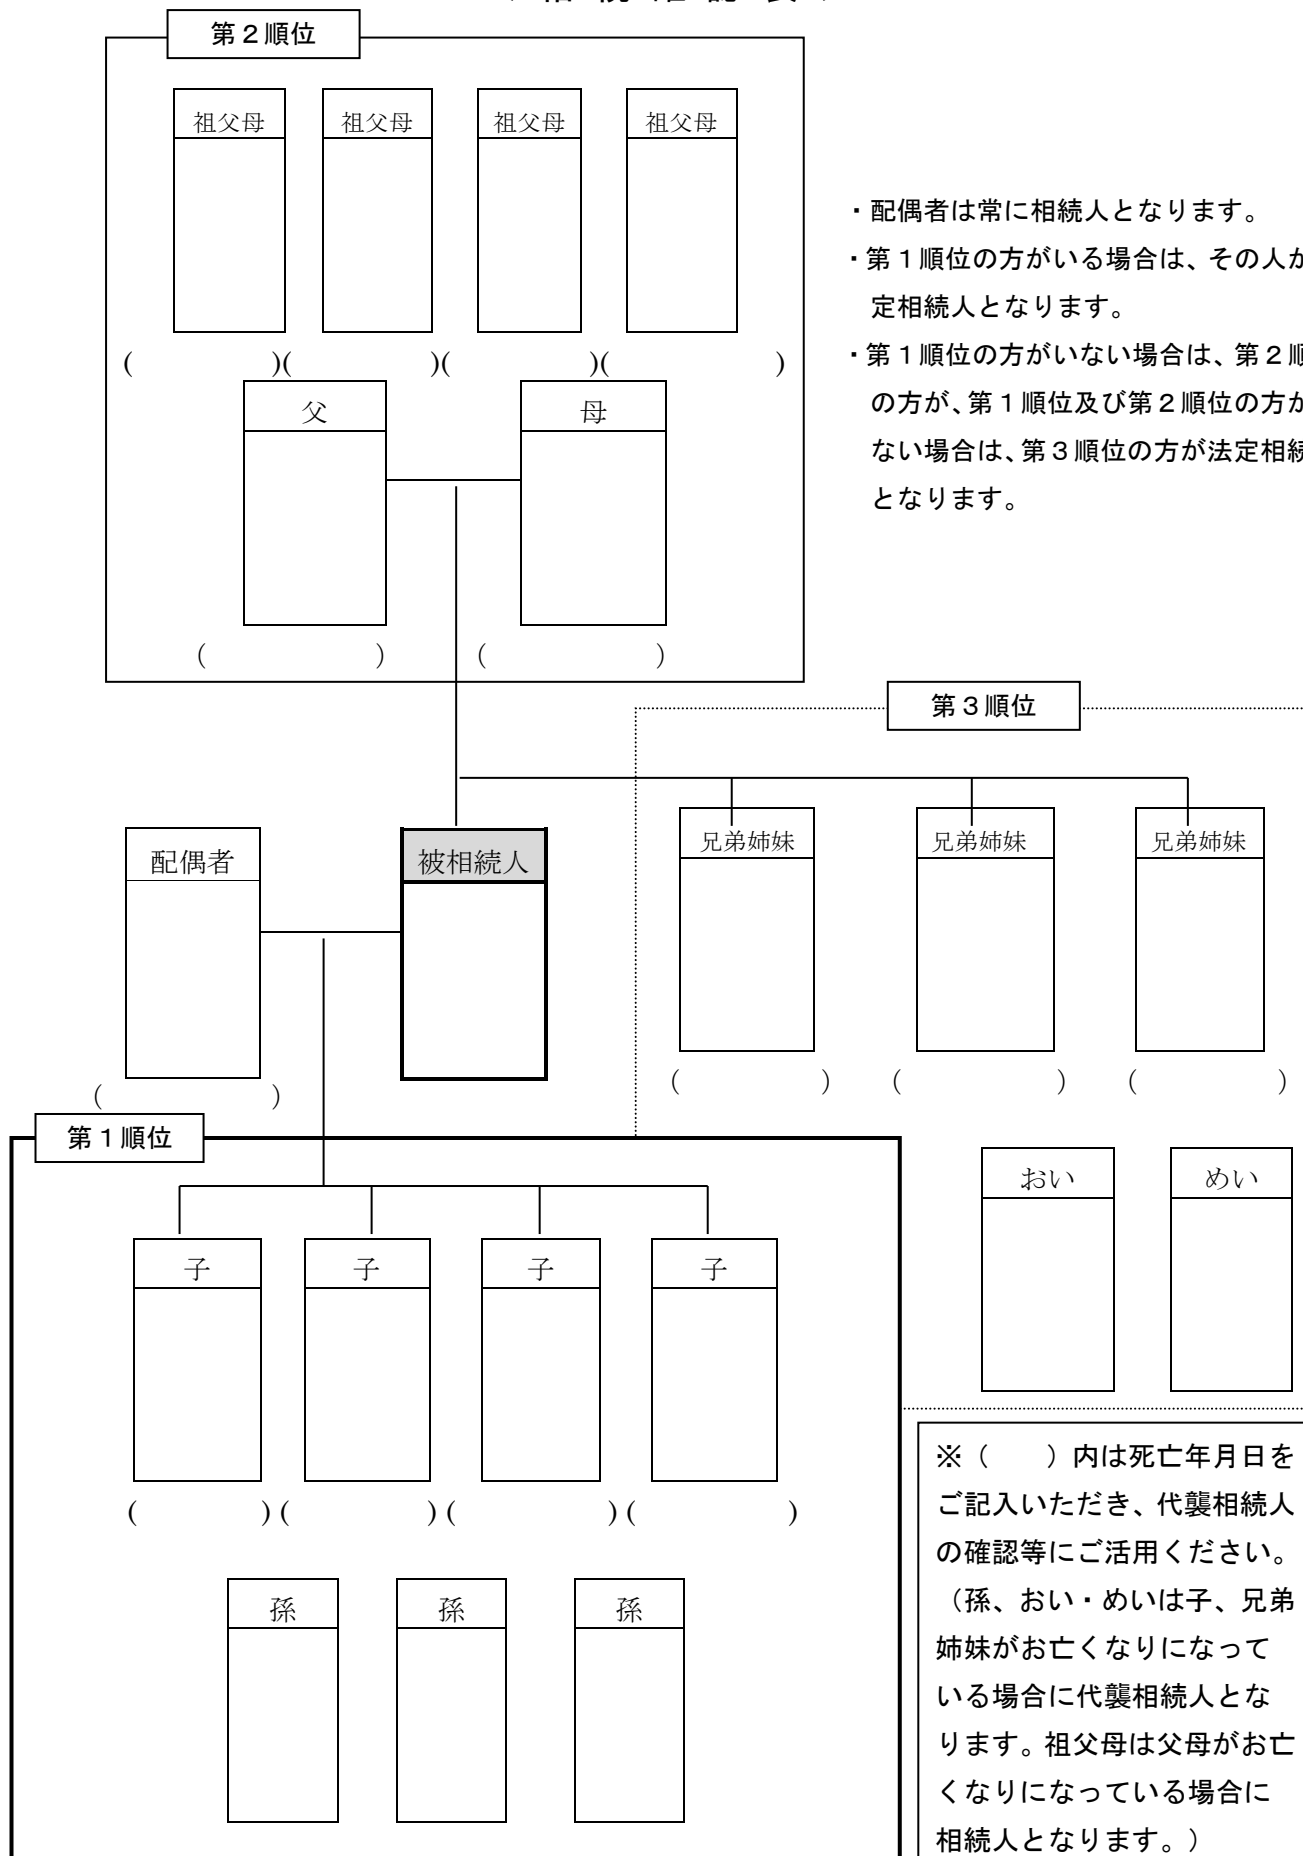 第２順位
祖父母 祖父母 祖父母 祖父母
( )( )( )( )
父 母
( ) ( )
・配偶者は常に相続人となります。
・第１順位の方がいる場合は、その人が
定相続人となります。
・第１順位の方がいない場合は、第２順
の方が、第１順位及び第２順位の方が
ない場合は、第３順位の方が法定相続
となります。
第３順位
兄弟姉妹 兄弟姉妹 兄弟姉妹
配偶者 被相続人
( ) ( ) ( )
( )
第１順位
おい めい
子 子 子 子
( ) ( ) ( ) ( )
孫 孫 孫
※（　　）内は死亡年月日を
ご記入いただき、代襲相続人
の確認等にご活用ください。
（孫、おい・めいは子、兄弟
姉妹がお亡くなりになって
いる場合に代襲相続人とな
ります。祖父母は父母がお亡
くなりになっている場合に
相続人となります。）